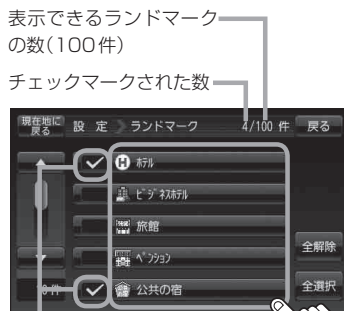 表示できるランドマーク
の数(100件)
チェックマークされた数
現在地に
戻る
設 定 ランドマーク 4/100 件 戻る
ホテル
ビジネスホテル
旅館
ペンション
全解除
公共の宿
全選択